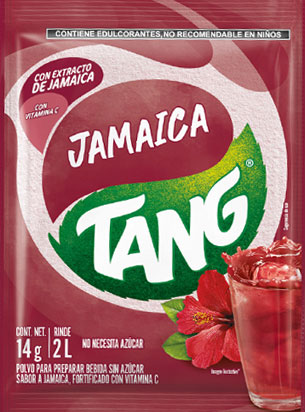 CONTIENE EDULCORANTES, NO RECOMENDABLE EN NIÑOS
CON EXTRACTO
DE JAMAICA
CON
VITAMINA C
JAMAICA
TANG®
CONT. NET. RINDE
14 g 2 L NO NECESITA AZÚCAR
POLVO PARA PREPARAR BEBIDA SIN AZÚCAR
SABOR A JAMAICA, FORTIFICADO CON VITAMINA C